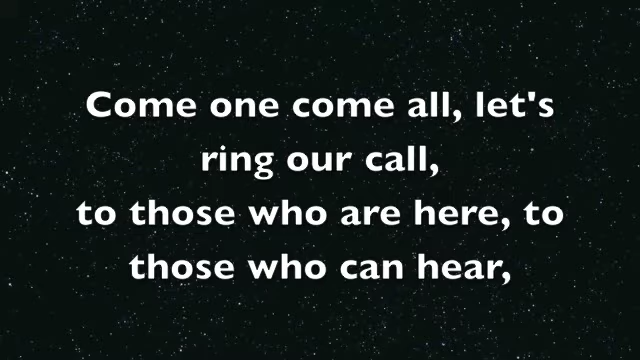 Come one come all, let's
ring our call,
to those who are here, to
those who can hear,